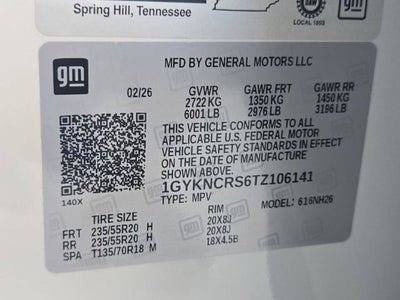 Spring Hill, Tennessee
LOCAL 1853
gm
gm
MFD BY GENERAL MOTORS LLC
02/26 GVWR GAWR FRT GAWR RR
2722 KG 1350 KG 1450 KG
6001 LB 2976 LB 3196 LB
THIS VEHICLE CONFORMS TO ALL
APPLICABLE U.S. FEDERAL MOTOR
VEHICLE SAFETY STANDARDS IN EFFECT
ON THE DATE OF MANUFACTURE
SHOWN ABOVE.
1GYKNCRS6TZ106141
140X TYPE: MPV MODEL: 616NH26
TIRE SIZE RIM
FRT 235/55R20 H 20X8J
RR 235/55R20 H 20X8J
SPA T135/70R18 M 18X4.5B